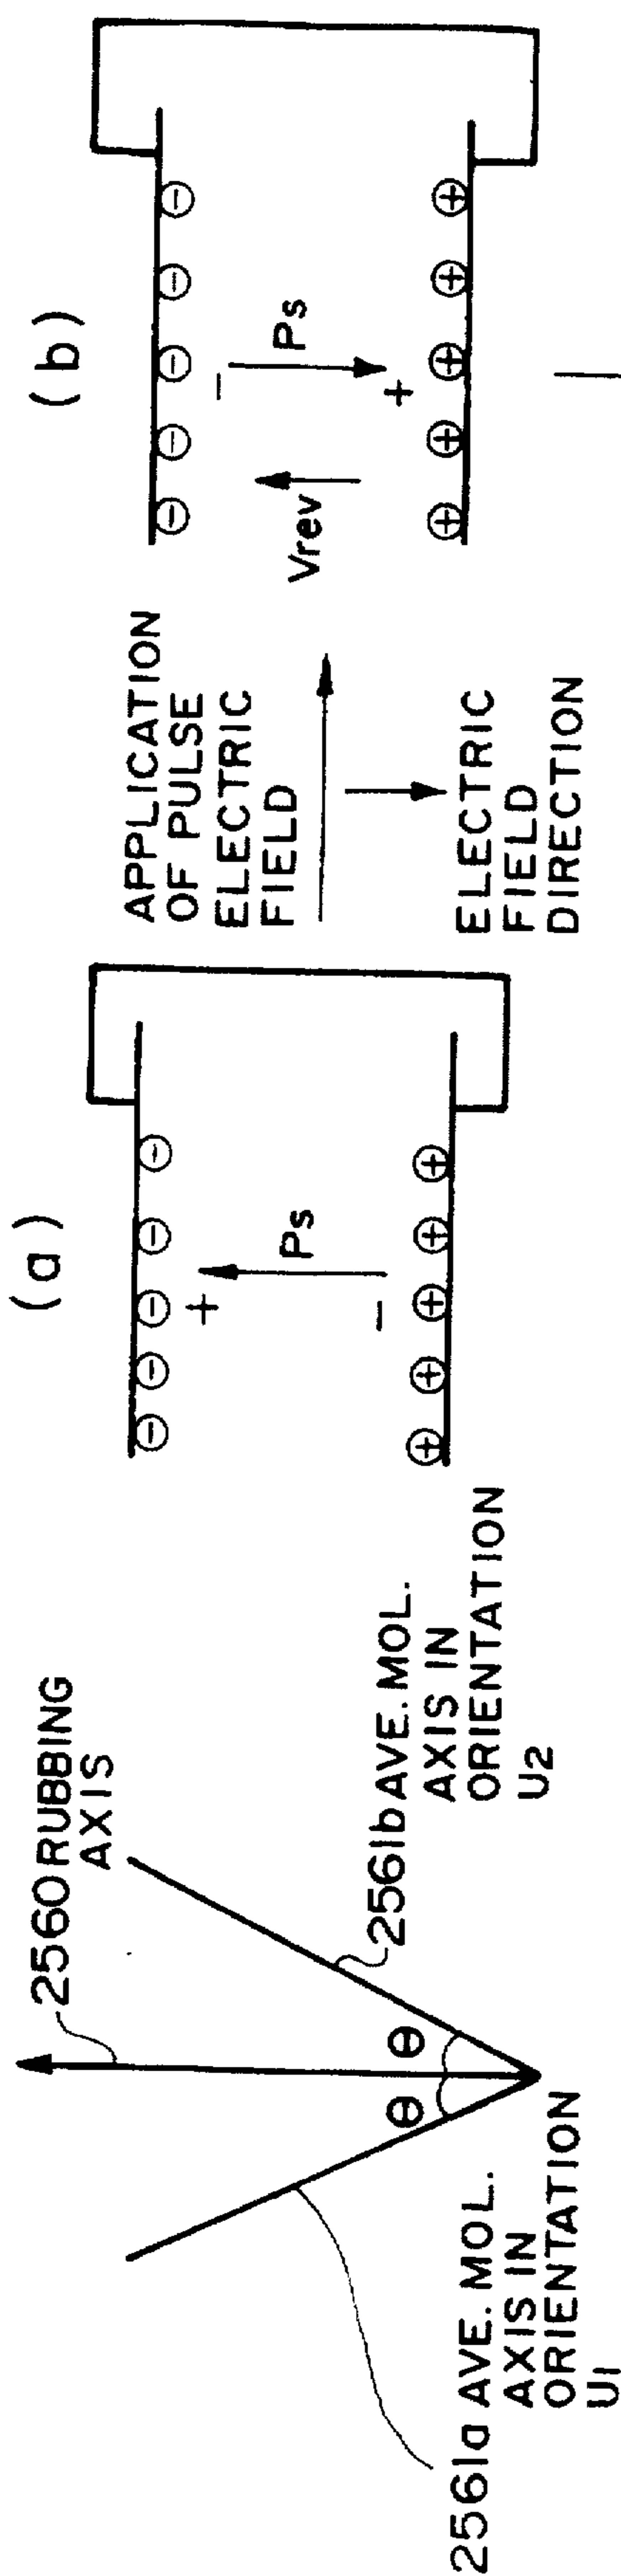 (a)
(b)
2560 RUBBING
AXIS
θ
θ
2561a AVE. MOL.
AXIS IN
ORIENTATION
U1
2561b AVE. MOL.
AXIS IN
ORIENTATION
U2
− − − − −
+
Ps
−
+ + + + +
APPLICATION
OF PULSE
ELECTRIC
FIELD
ELECTRIC
FIELD
DIRECTION
− − − − −
−
Vrev
Ps
+
+ + + + +